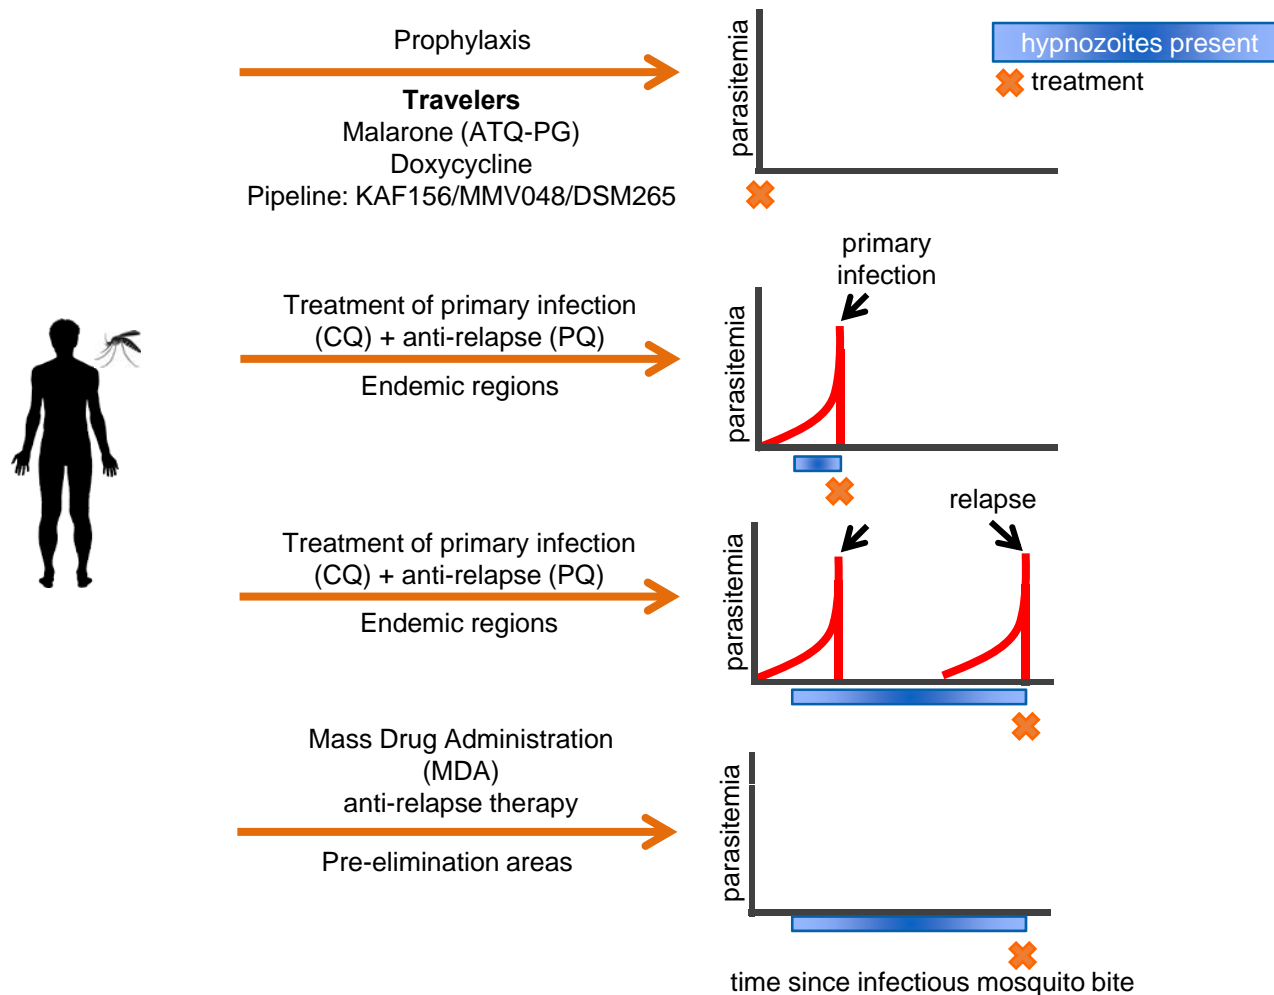 Prophylaxis
Travelers
Malarone (ATQ-PG)
Doxycycline
Pipeline: KAF156/MMV048/DSM265
parasitemia
hypnozoites present
treatment
Treatment of primary infection
(CQ) + anti-relapse (PQ)
Endemic regions
parasitemia
primary
infection
Treatment of primary infection
(CQ) + anti-relapse (PQ)
Endemic regions
parasitemia
relapse
Mass Drug Administration
(MDA)
anti-relapse therapy
Pre-elimination areas
parasitemia
time since infectious mosquito bite